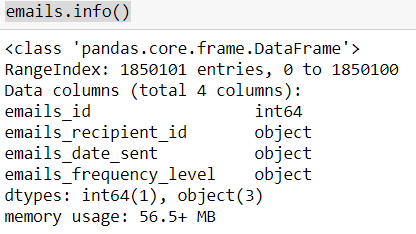 emails.info()
<class 'pandas.core.frame.DataFrame'>
RangeIndex: 1850101 entries, 0 to 1850100
Data columns (total 4 columns):
emails_id                 int64
emails_recipient_id       object
emails_date_sent          object
emails_frequency_level    object
dtypes: int64(1), object(3)
memory usage: 56.5+ MB